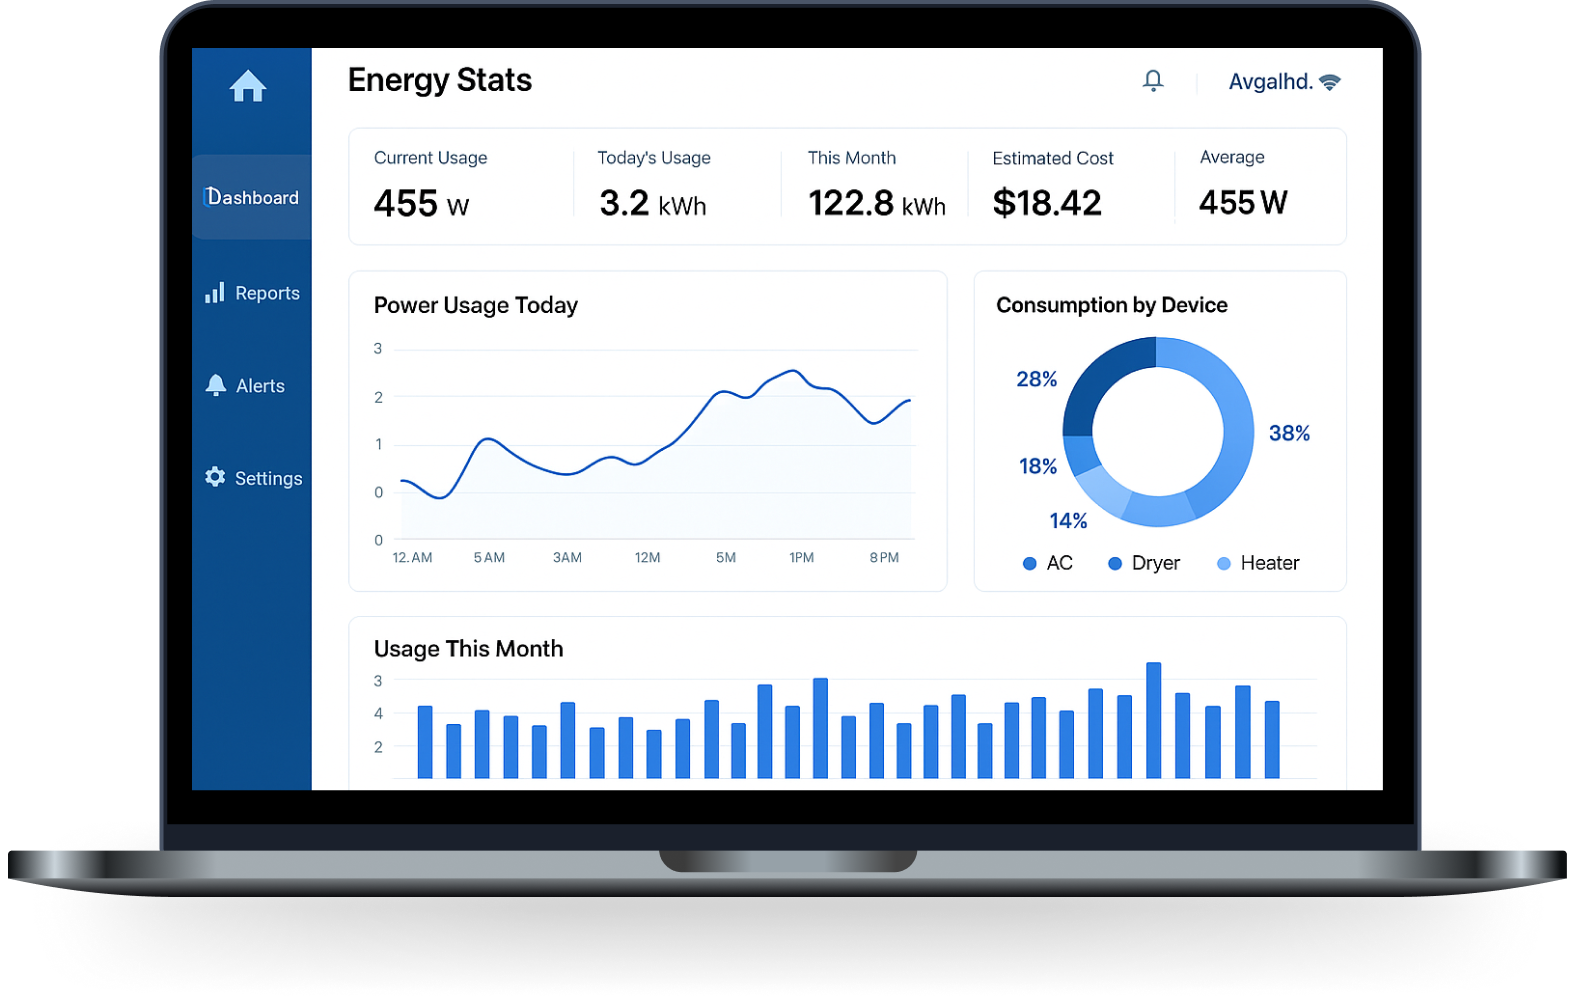 Energy Stats
Avgalhd.
Dashboard
Reports
Alerts
Settings
Current Usage
455 W
Today's Usage
3.2 kWh
This Month
122.8 kWh
Estimated Cost
$18.42
Average
455 W
Power Usage Today
3
2
1
0
0
12. AM 5 AM 3AM 12M 5M 1PM 8 PM
Consumption by Device
28%
38%
18%
14%
AC Dryer Heater
Usage This Month
3
4
2